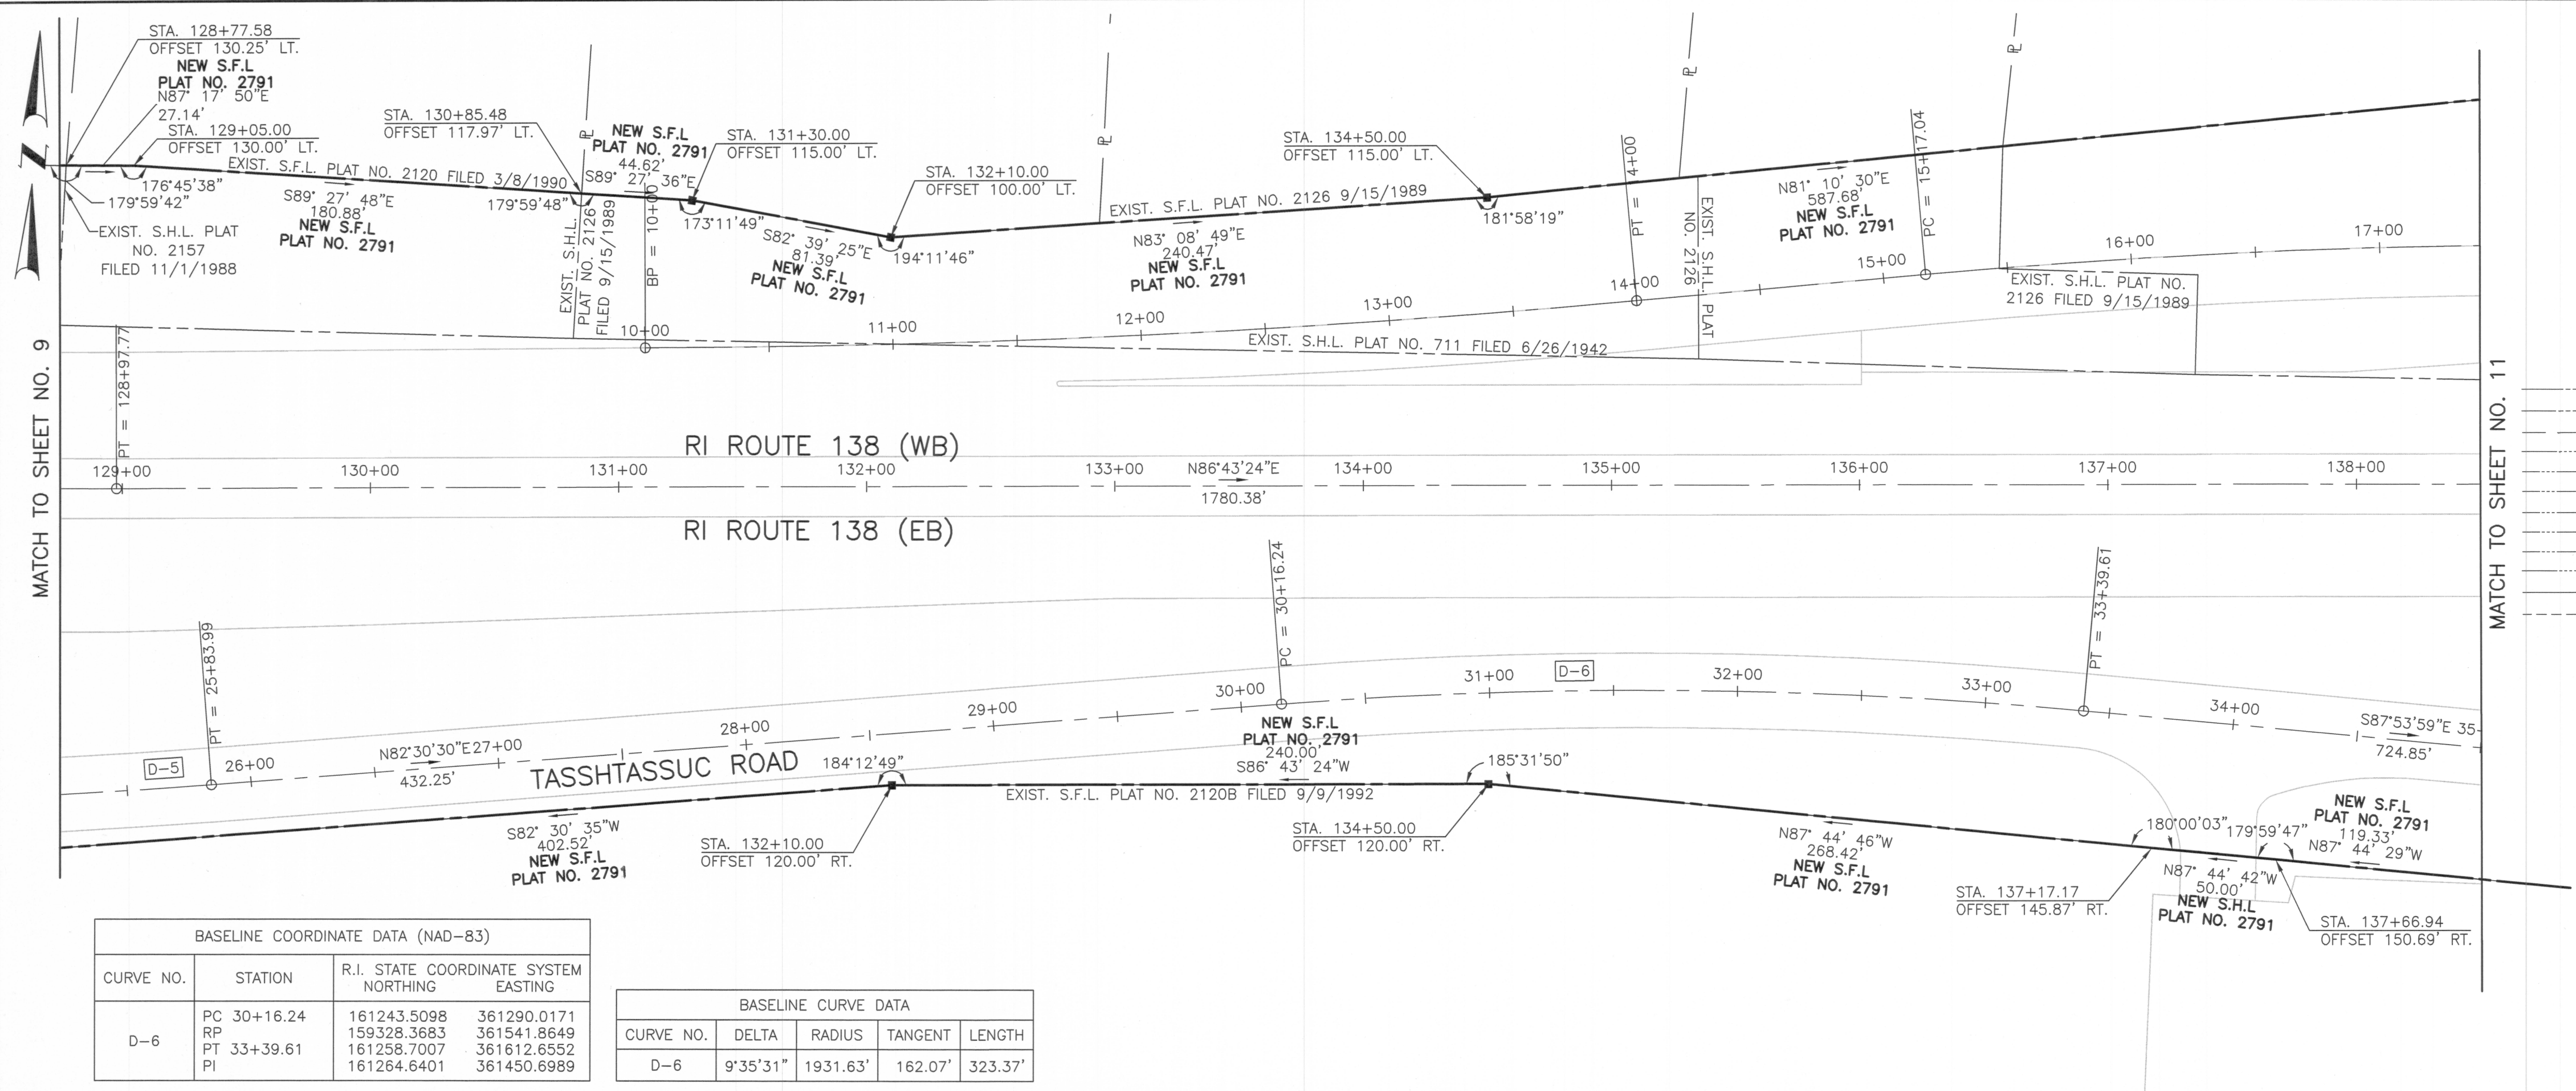 STA. 128+77.58
OFFSET 130.25' LT.
NEW S.F.L
PLAT NO. 2791
N87° 17' 50"E
27.14'
STA. 129+05.00
OFFSET 130.00' LT.
176°45'38"
179°59'42"
EXIST. S.H.L. PLAT
NO. 2157
FILED 11/1/1988
EXIST. S.F.L. PLAT NO. 2120 FILED 3/8/1990
S89° 27' 48"E
180.88'
NEW S.F.L
PLAT NO. 2791
STA. 130+85.48
OFFSET 117.97' LT.
179°59'48"
EXIST. S.H.L.
PLAT NO. 2126
FILED 9/15/1989
PL
NEW S.F.L
PLAT NO. 2791
44.62'
S89° 27' 36"E
BP = 10+00
STA. 131+30.00
OFFSET 115.00' LT.
173°11'49"
S82° 39' 25"E
81.39'
NEW S.F.L
PLAT NO. 2791
STA. 132+10.00
OFFSET 100.00' LT.
194°11'46"
PL
EXIST. S.F.L. PLAT NO. 2126 9/15/1989
N83° 08' 49"E
240.47'
NEW S.F.L
PLAT NO. 2791
STA. 134+50.00
OFFSET 115.00' LT.
181°58'19"
PT = 4+00
PL
EXIST. S.H.L. PLAT
NO. 2126
N81° 10' 30"E
587.68'
NEW S.F.L
PLAT NO. 2791
PC = 15+17.04
PL
EXIST. S.H.L. PLAT NO.
2126 FILED 9/15/1989
10+00
11+00
12+00
13+00
14+00
15+00
16+00
17+00
EXIST. S.H.L. PLAT NO. 711 FILED 6/26/1942
MATCH TO SHEET NO. 9
PT = 128+97.77
RI ROUTE 138 (WB)
129+00
130+00
131+00
132+00
133+00
N86°43'24"E
1780.38'
134+00
135+00
136+00
137+00
138+00
RI ROUTE 138 (EB)
MATCH TO SHEET NO. 11
PT = 25+83.99
PC = 30+16.24
PT = 33+39.61
D-5
26+00
N82°30'30"E
432.25'
27+00
28+00
29+00
30+00
31+00
D-6
32+00
33+00
34+00
S87°53'59"E
724.85'
35
TASSHTASSUC ROAD
184°12'49"
NEW S.F.L
PLAT NO. 2791
240.00'
S86° 43' 24"W
185°31'50"
EXIST. S.F.L. PLAT NO. 2120B FILED 9/9/1992
S82° 30' 35"W
402.52'
NEW S.F.L
PLAT NO. 2791
STA. 132+10.00
OFFSET 120.00' RT.
STA. 134+50.00
OFFSET 120.00' RT.
N87° 44' 46"W
268.42'
NEW S.F.L
PLAT NO. 2791
180°00'03"
179°59'47"
NEW S.F.L
PLAT NO. 2791
119.33'
N87° 44' 29"W
STA. 137+17.17
OFFSET 145.87' RT.
N87° 44' 42"W
50.00'
NEW S.H.L
PLAT NO. 2791
STA. 137+66.94
OFFSET 150.69' RT.
BASELINE COORDINATE DATA (NAD-83)
CURVE NO. STATION R.I. STATE COORDINATE SYSTEM
NORTHING EASTING
D-6
PC 30+16.24 161243.5098 361290.0171
RP 159328.3683 361541.8649
PT 33+39.61 161258.7007 361612.6552
PI 161264.6401 361450.6989
BASELINE CURVE DATA
CURVE NO. DELTA RADIUS TANGENT LENGTH
D-6 9°35'31" 1931.63' 162.07' 323.37'